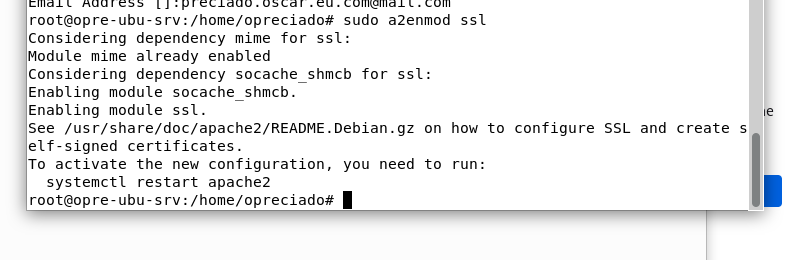 Email Address []:preciado.oscar.eu.com@mail.com
root@opre-ubu-srv:/home/opreciado# sudo a2enmod ssl
Considering dependency mime for ssl:
Module mime already enabled
Considering dependency socache_shmcb for ssl:
Enabling module socache_shmcb.
Enabling module ssl.
See /usr/share/doc/apache2/README.Debian.gz on how to configure SSL and create s
elf-signed certificates.
To activate the new configuration, you need to run:
  systemctl restart apache2
root@opre-ubu-srv:/home/opreciado#